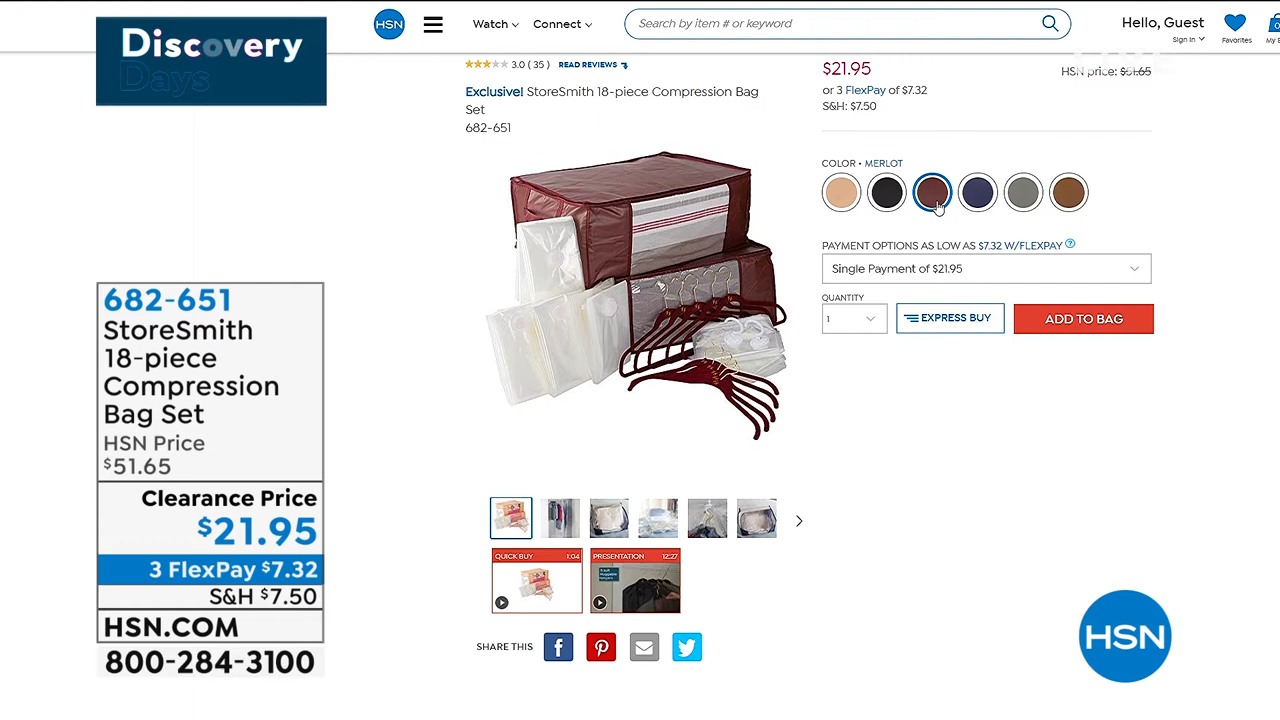 Discovery
Days
682-651
StoreSmith
18-piece
Compression
Bag Set
HSN Price
$51.65
Clearance Price
$21.95
3 FlexPay $7.32
S&H $7.50
HSN.COM
800-284-3100
HSN
Watch
Connect
Search by item # or keyword
Hello, Guest
Sign In
Favorites
3.0 ( 35 )
READ REVIEWS
Exclusive! StoreSmith 18-piece Compression Bag
Set
682-651
$21.95
HSN price: $51.65
or 3 FlexPay of $7.32
S&H: $7.50
COLOR • MERLOT
PAYMENT OPTIONS AS LOW AS $7.32 W/FLEXPAY ?
Single Payment of $21.95
QUANTITY
1
EXPRESS BUY
ADD TO BAG
QUICK BUY 1:04
PRESENTATION 12:27
SHARE THIS
HSN